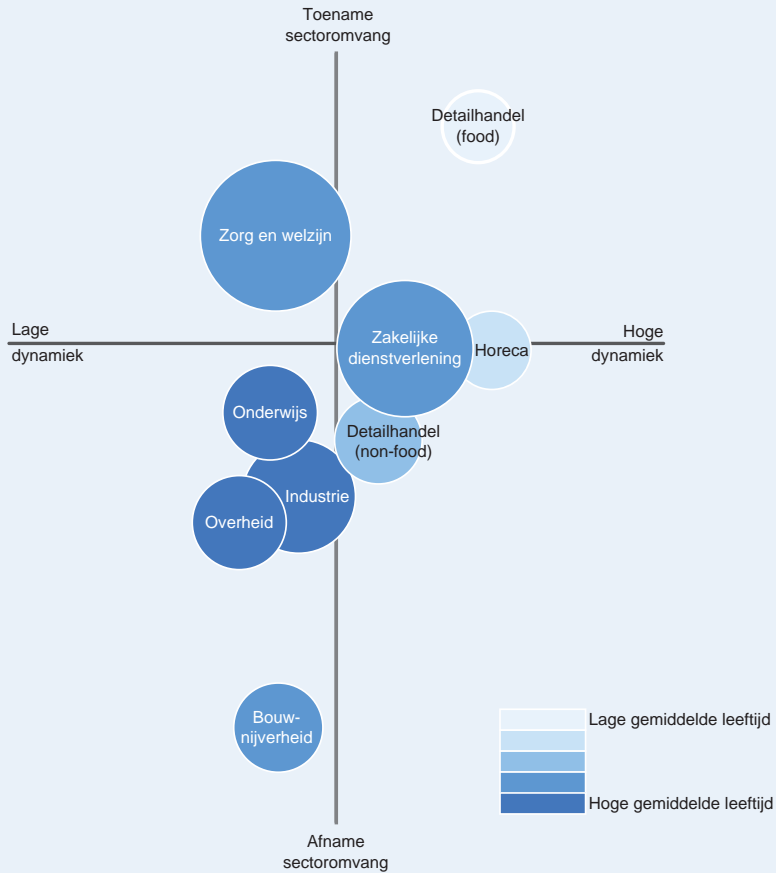 Toename
sectoromvang
Detailhandel
(food)
Zorg en welzijn
Lage
dynamiek
Zakelijke
dienstverlening
Horeca
Hoge
dynamiek
Onderwijs
Detailhandel
(non-food)
Industrie
Overheid
Bouw-
nijverheid
Lage gemiddelde leeftijd
Hoge gemiddelde leeftijd
Afname
sectoromvang